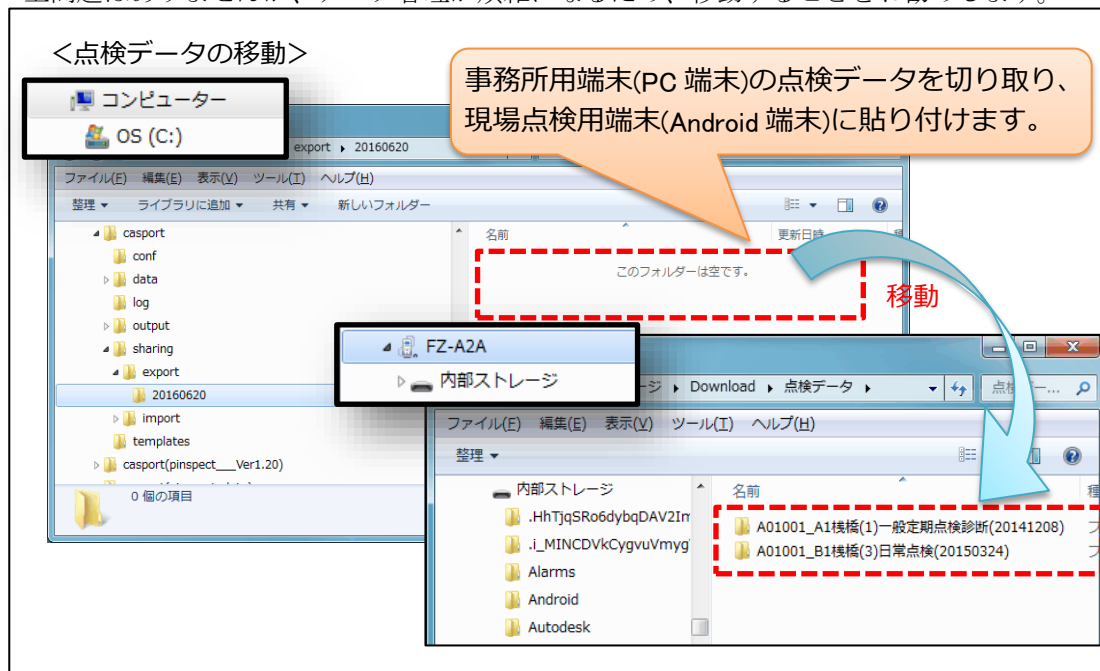 <点検データの移動>
事務所用端末(PC 端末)の点検データを切り取り、
現場点検用端末(Android 端末)に貼り付けます。
コンピューター
OS (C:)
export ▸ 20160620
ファイル(F) 編集(E) 表示(V) ツール(T) ヘルプ(H)
整理 ▼ ライブラリに追加 ▼ 共有 ▼ 新しいフォルダー
casport
conf
data
log
output
sharing
export
20160620
import
templates
casport(pinspect___Ver1.20)
0 個の項目
名前 更新日時
このフォルダーは空です。
移動
FZ-A2A
内部ストレージ
Download ▸ 点検データ ▸
ファイル(F) 編集(E) 表示(V) ツール(T) ヘルプ(H)
整理 ▼
内部ストレージ
.HhTjqSRo6dybqDAV2Im
.i_MINCDVkCygvuVmyg
Alarms
Android
Autodesk
名前
A01001_A1桟橋(1)一般定期点検診断(20141208)
A01001_B1桟橋(3)日常点検(20150324)